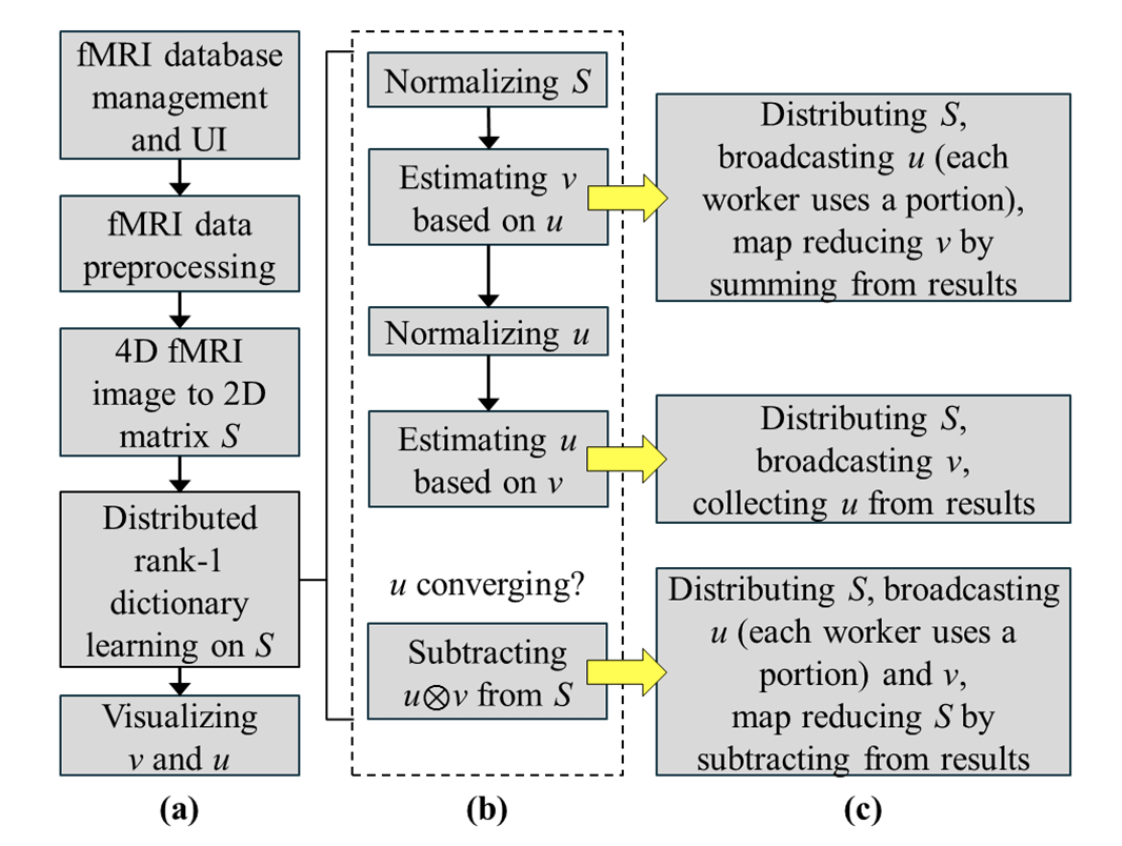 fMRI database
management
and UI
fMRI data
preprocessing
4D fMRI
image to 2D
matrix S
Distributed
rank-1
dictionary
learning on S
Visualizing
v and u
(a)
Normalizing S
Estimating v
based on u
Normalizing u
Estimating u
based on v
u converging?
Subtracting
u⊗v from S
(b)
Distributing S,
broadcasting u (each
worker uses a portion),
map reducing v by
summing from results
Distributing S,
broadcasting v,
collecting u from results
Distributing S, broadcasting
u (each worker uses a
portion) and v,
map reducing S by
subtracting from results
(c)